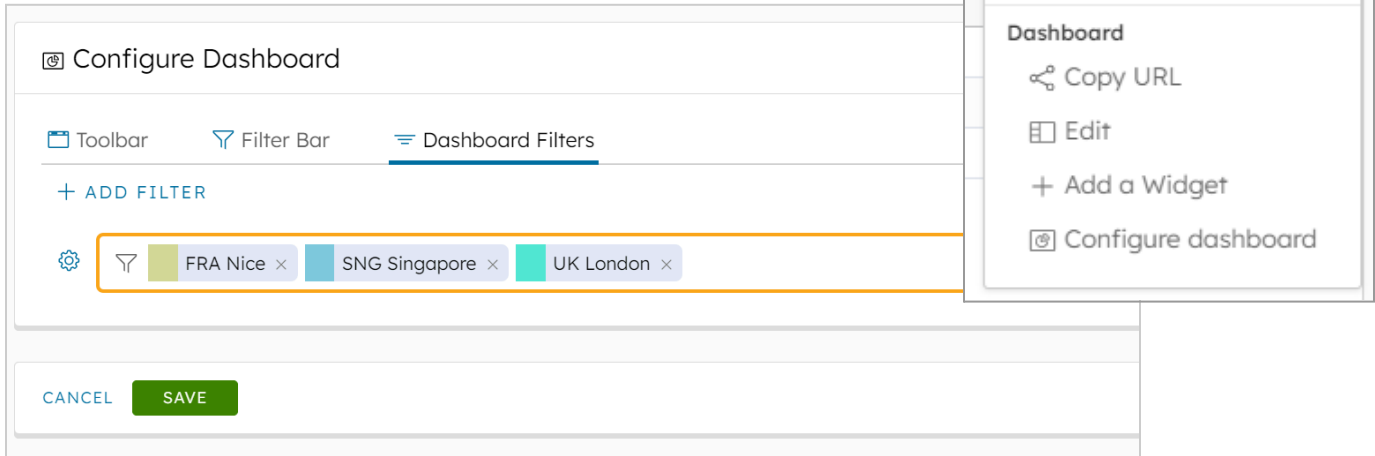 Configure Dashboard
Toolbar
Filter Bar
Dashboard Filters
+ ADD FILTER
FRA Nice ×
SNG Singapore ×
UK London ×
CANCEL
SAVE
Dashboard
Copy URL
Edit
+ Add a Widget
Configure dashboard